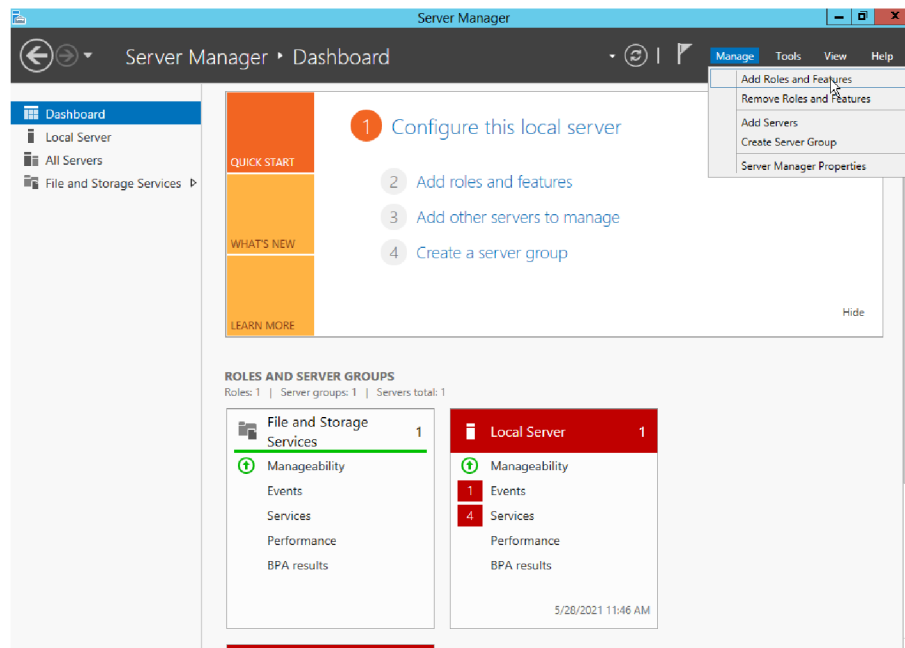 Server Manager
Server Manager • Dashboard
Manage Tools View Help
Add Roles and Features
Remove Roles and Features
Add Servers
Create Server Group
Server Manager Properties
Dashboard
Local Server
All Servers
File and Storage Services
QUICK START
WHAT'S NEW
LEARN MORE
1 Configure this local server
2 Add roles and features
3 Add other servers to manage
4 Create a server group
Hide
ROLES AND SERVER GROUPS
Roles: 1 | Server groups: 1 | Servers total: 1
File and Storage
Services 1
Manageability
Events
Services
Performance
BPA results
Local Server 1
Manageability
1 Events
4 Services
Performance
BPA results
5/28/2021 11:46 AM